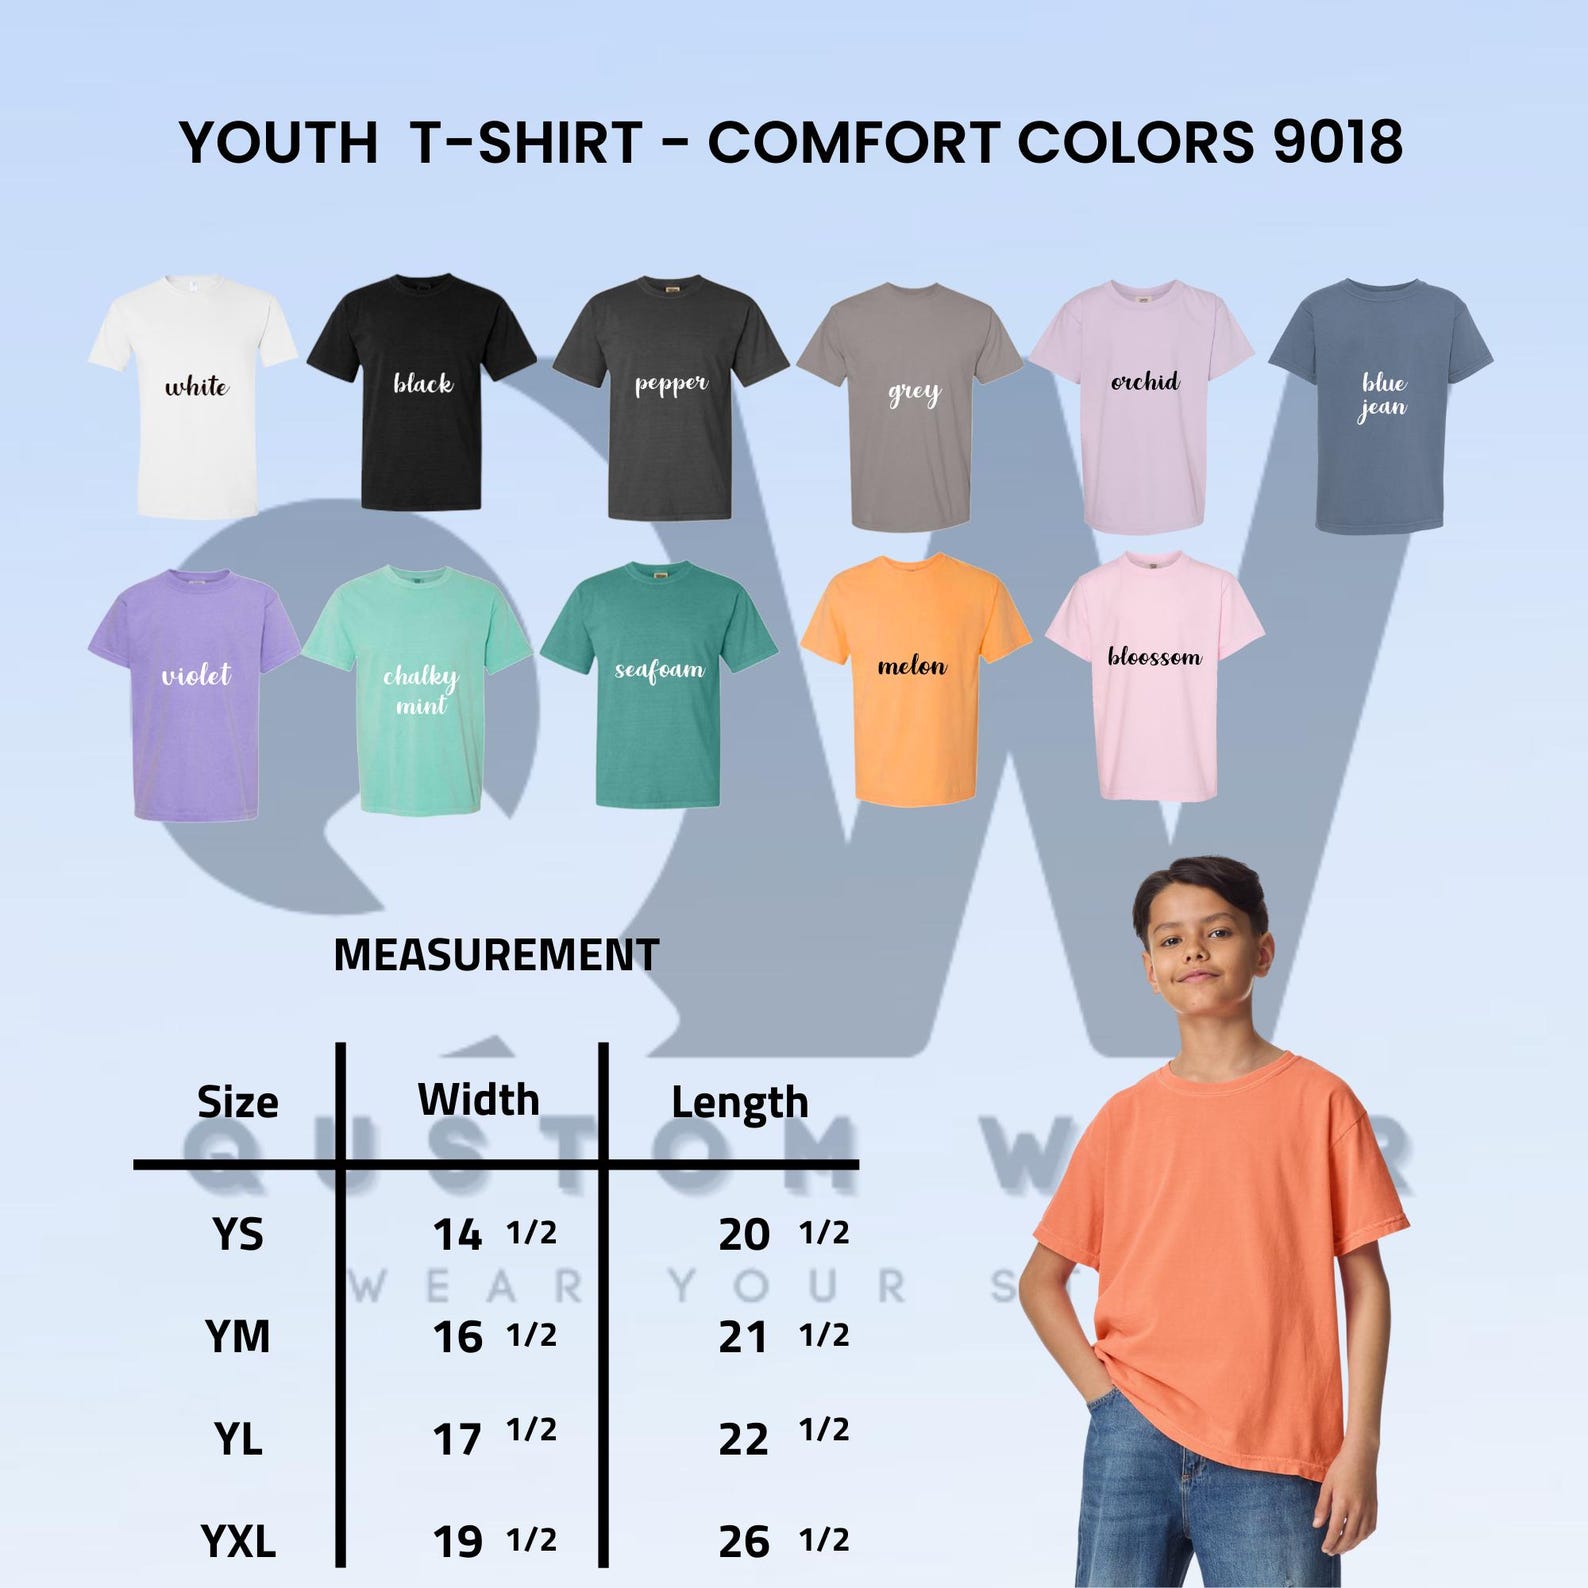 YOUTH T-SHIRT - COMFORT COLORS 9018
white
black
pepper
grey
orchid
blue
jean
violet
chalky
mint
seafoam
melon
bloossom
MEASUREMENT
Size Width Length
QUSTOM W R
YS 14 1/2 20 1/2
WEAR YOUR S
YM 16 1/2 21 1/2
YL 17 1/2 22 1/2
YXL 19 1/2 26 1/2